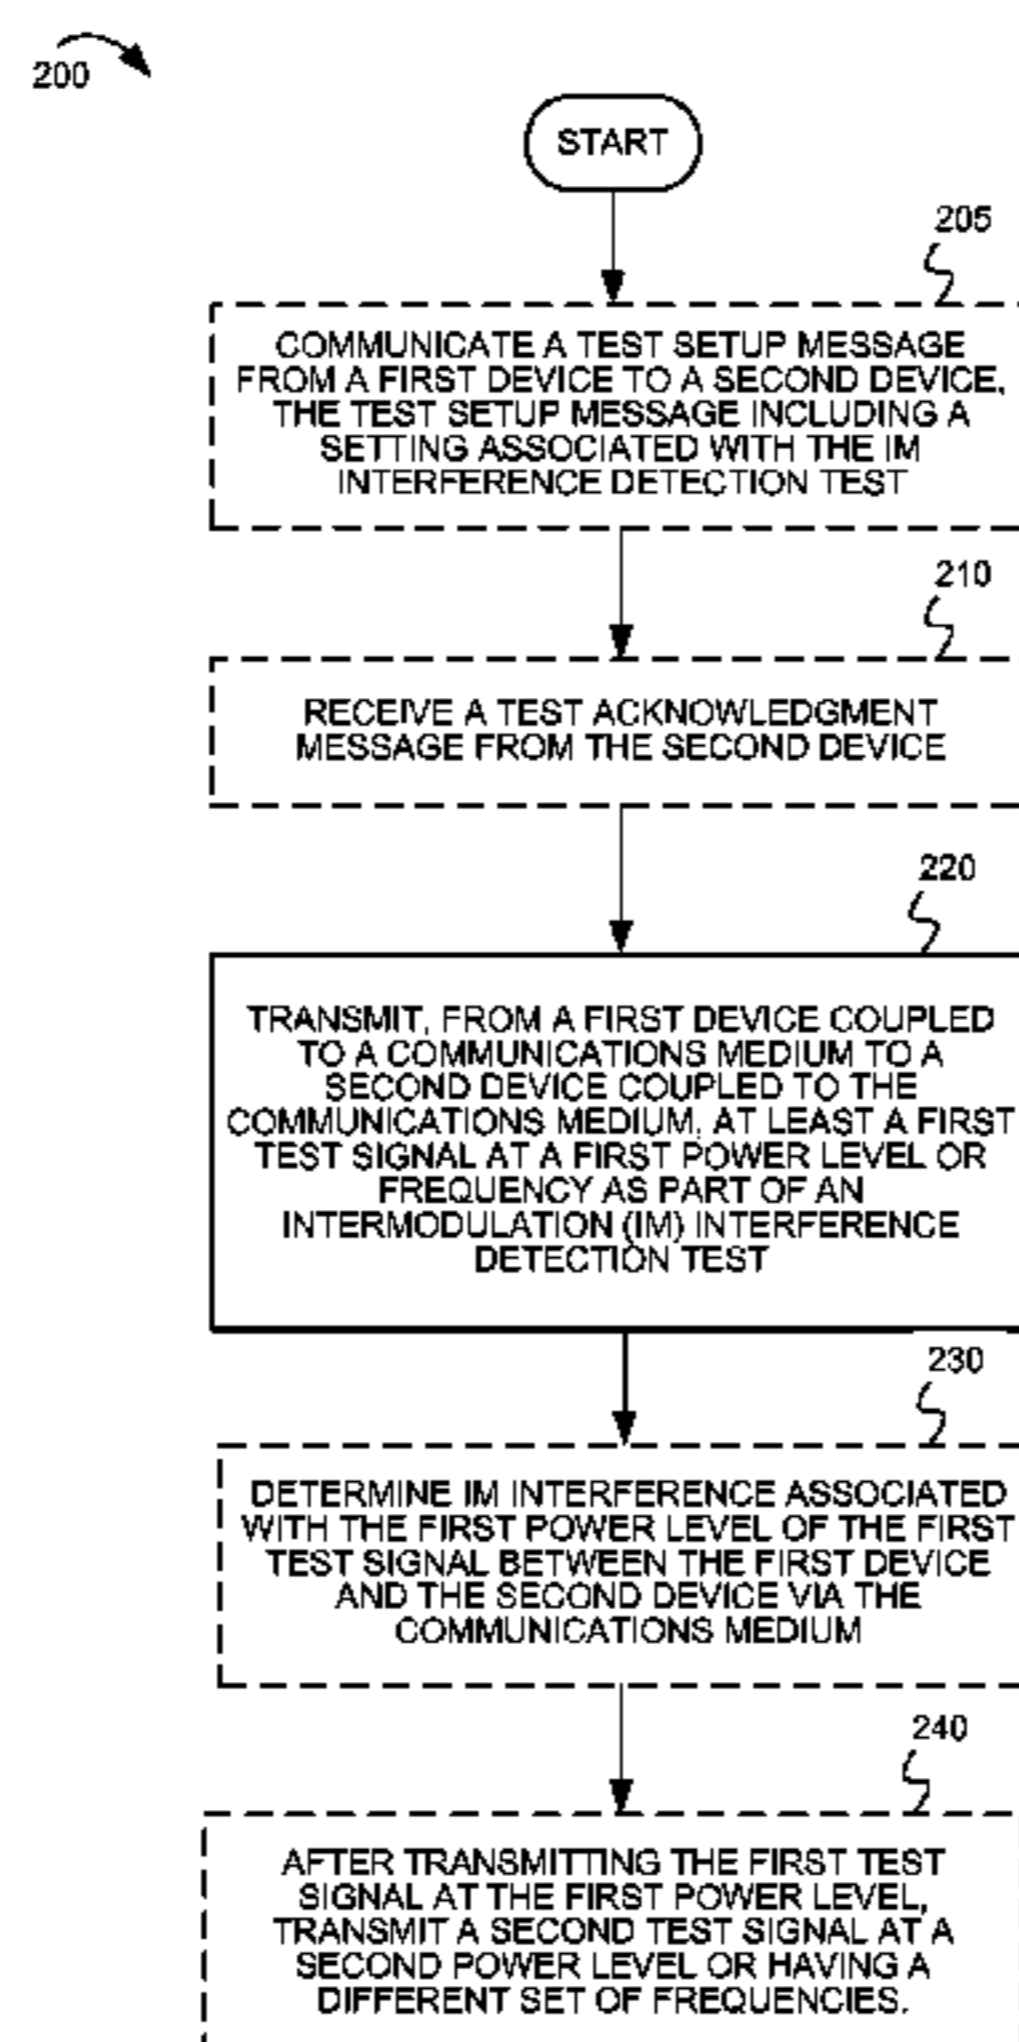 200
START
205
COMMUNICATE A TEST SETUP MESSAGE
FROM A FIRST DEVICE TO A SECOND DEVICE,
THE TEST SETUP MESSAGE INCLUDING A
SETTING ASSOCIATED WITH THE IM
INTERFERENCE DETECTION TEST
210
RECEIVE A TEST ACKNOWLEDGMENT
MESSAGE FROM THE SECOND DEVICE
220
TRANSMIT, FROM A FIRST DEVICE COUPLED
TO A COMMUNICATIONS MEDIUM TO A
SECOND DEVICE COUPLED TO THE
COMMUNICATIONS MEDIUM, AT LEAST A FIRST
TEST SIGNAL AT A FIRST POWER LEVEL OR
FREQUENCY AS PART OF AN
INTERMODULATION (IM) INTERFERENCE
DETECTION TEST
230
DETERMINE IM INTERFERENCE ASSOCIATED
WITH THE FIRST POWER LEVEL OF THE FIRST
TEST SIGNAL BETWEEN THE FIRST DEVICE
AND THE SECOND DEVICE VIA THE
COMMUNICATIONS MEDIUM
240
AFTER TRANSMITTING THE FIRST TEST
SIGNAL AT THE FIRST POWER LEVEL,
TRANSMIT A SECOND TEST SIGNAL AT A
SECOND POWER LEVEL OR HAVING A
DIFFERENT SET OF FREQUENCIES.